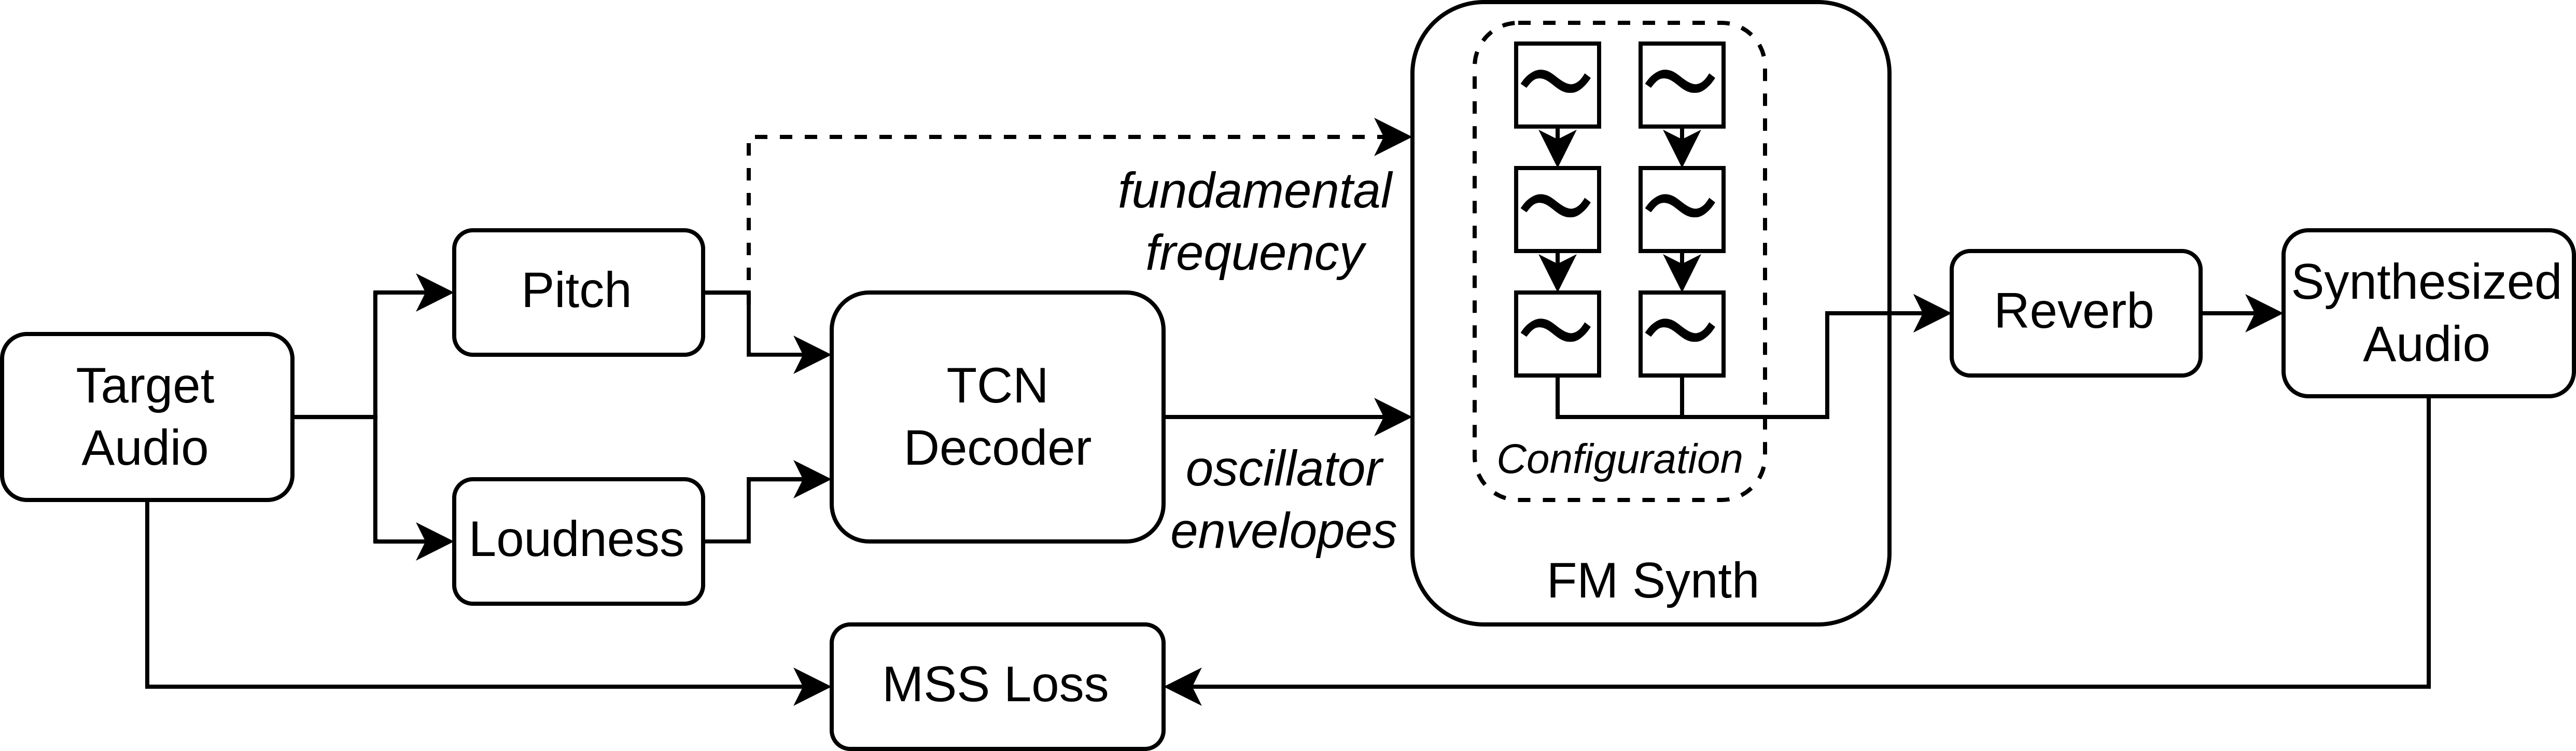 Target
Audio
Pitch
Loudness
TCN
Decoder
fundamental
frequency
oscillator
envelopes
Configuration
FM Synth
Reverb
Synthesized
Audio
MSS Loss